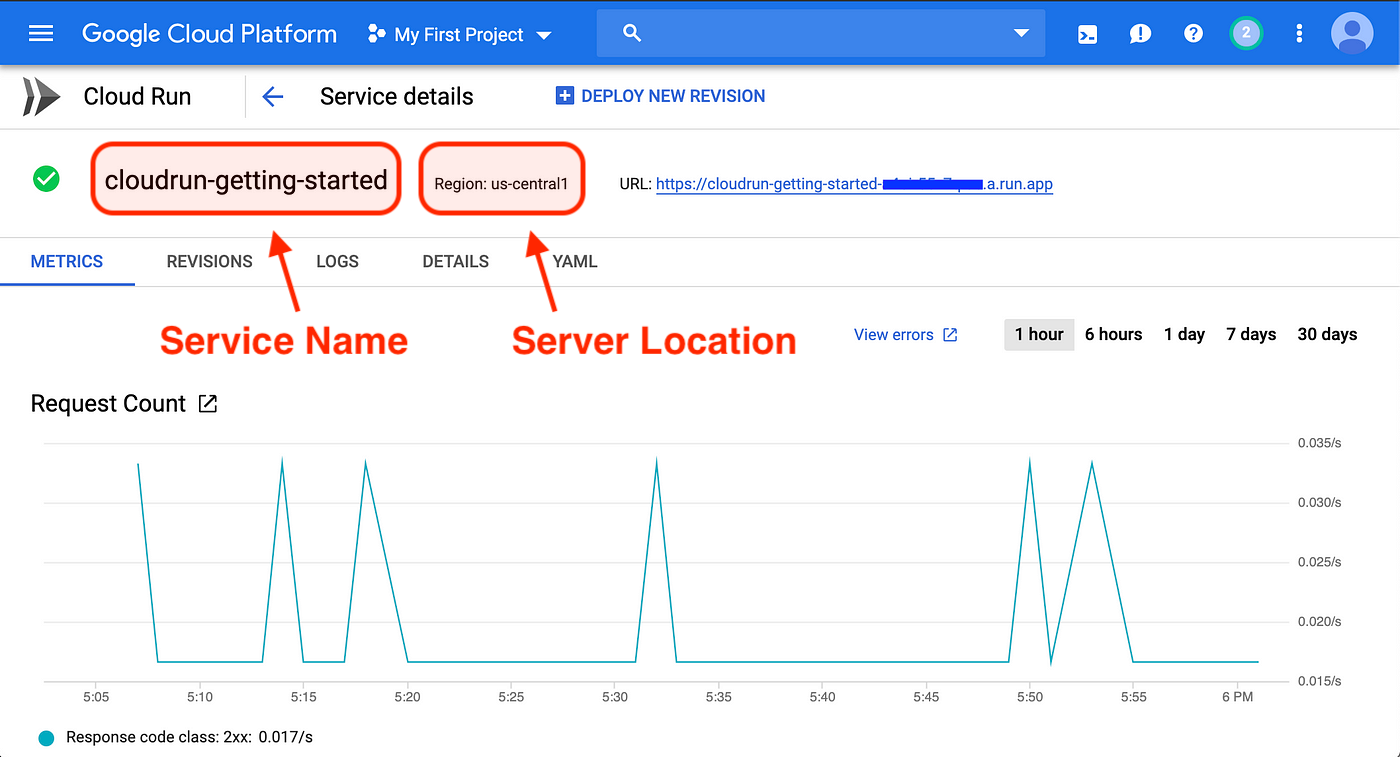 Google Cloud Platform My First Project 2
Cloud Run Service details DEPLOY NEW REVISION
cloudrun-getting-started Region: us-central1 URL: https://cloudrun-getting-started- .a.run.app
METRICS REVISIONS LOGS DETAILS YAML
Service Name Server Location View errors 1 hour 6 hours 1 day 7 days 30 days
Request Count
0.035/s
0.030/s
0.025/s
0.020/s
0.015/s
5:05 5:10 5:15 5:20 5:25 5:30 5:35 5:40 5:45 5:50 5:55 6 PM
Response code class: 2xx: 0.017/s